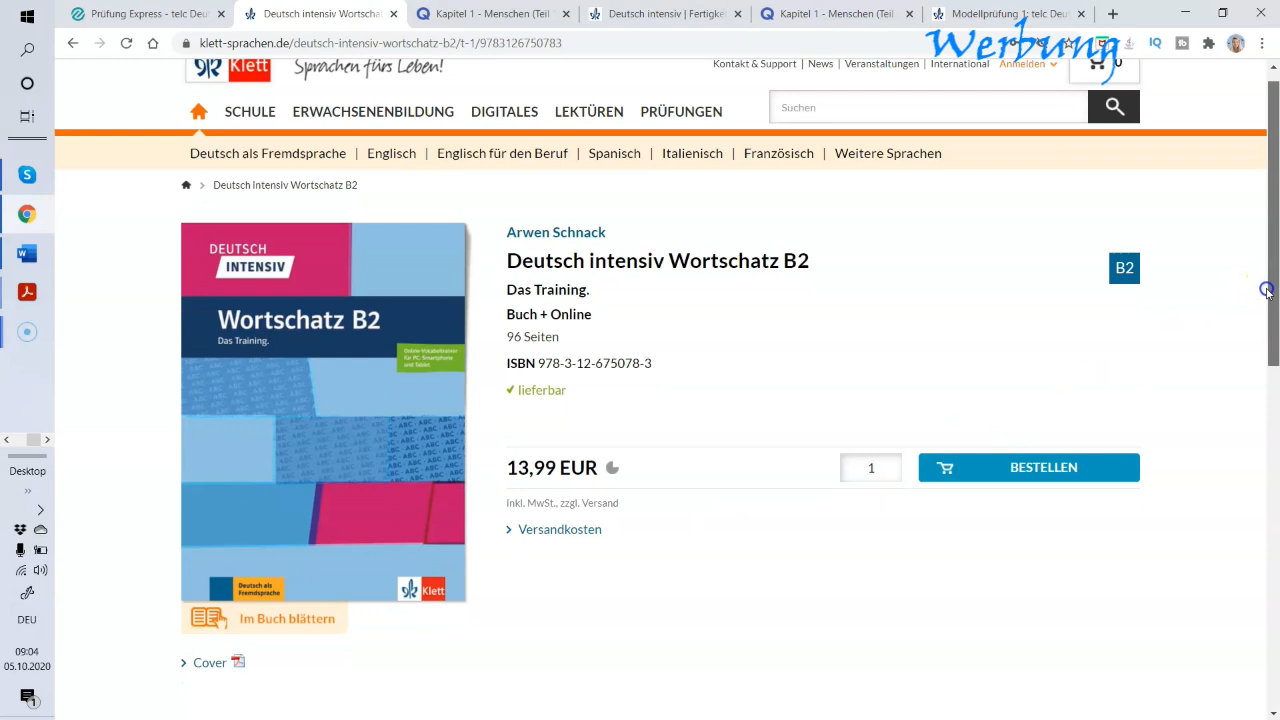 Prüfung Express
Deutsch intensiv Wor
Kapitel 1 - Menschen (Teil 
Deutsch intensiv | Fertigke
Kapitel 1 - Menschen (Teil
Modellprüfung 1: telc Deut
klett-sprachen.de/deutsch-intensiv-wortschatz-b2/t-1/9783126750783
Werbung
IQ
Klett
Sprachen fürs Leben!
Kontakt & Support | News | Veranstaltungen | International
Anmelden
0
SCHULE
ERWACHSENENBILDUNG
DIGITALES
LEKTÜREN
PRÜFUNGEN
Suchen
Deutsch als Fremdsprache | Englisch | Englisch für den Beruf | Spanisch | Italienisch | Französisch | Weitere Sprachen
Deutsch intensiv Wortschatz B2
DEUTSCH
INTENSIV
Wortschatz B2
Das Training.
Online-Vokabeltrainer
für PC, Smartphone
und Tablet
Deutsch als
Fremdsprache
Klett
Im Buch blättern
Cover
Arwen Schnack
Deutsch intensiv Wortschatz B2
B2
Das Training.
Buch + Online
96 Seiten
ISBN 978-3-12-675078-3
lieferbar
13,99 EUR
1
BESTELLEN
Inkl. MwSt., zzgl. Versand
Versandkosten
Desktop
DEU
09:04
05.10.2020